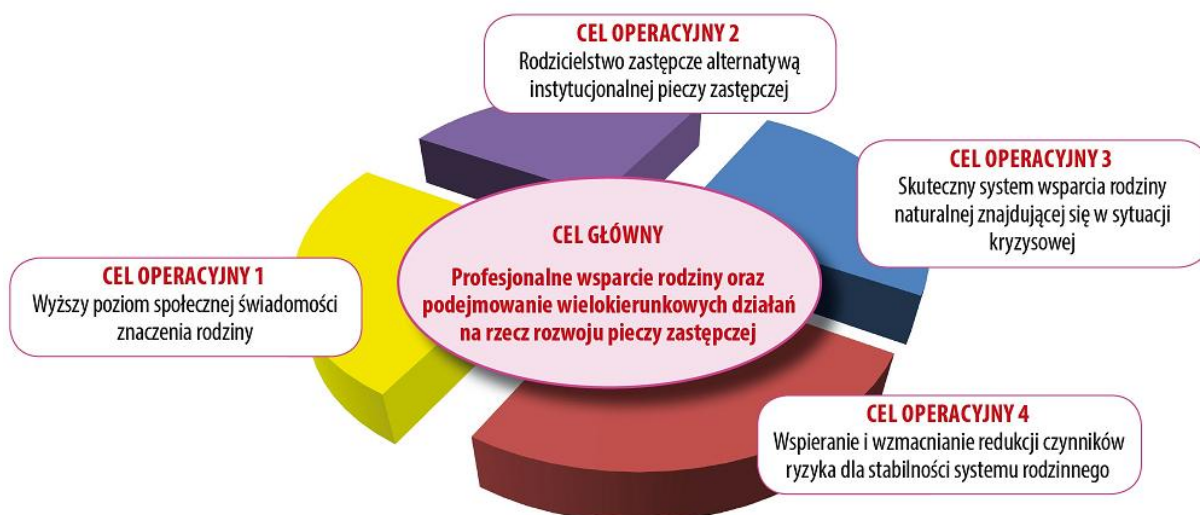 CEL OPERACYJNY 2
Rodzicielstwo zastępcze alternatywą
instytucjonalnej pieczy zastępczej
CEL OPERACYJNY 3
Skuteczny system wsparcia rodziny
naturalnej znajdującej się w sytuacji
kryzysowej
CEL GŁÓWNY
Profesjonalne wsparcie rodziny oraz
podejmowanie wielokierunkowych działań
na rzecz rozwoju pieczy zastępczej
CEL OPERACYJNY 1
Wyższy poziom społecznej świadomości
znaczenia rodziny
CEL OPERACYJNY 4
Wspieranie i wzmacnianie redukcji czynników
ryzyka dla stabilności systemu rodzinnego